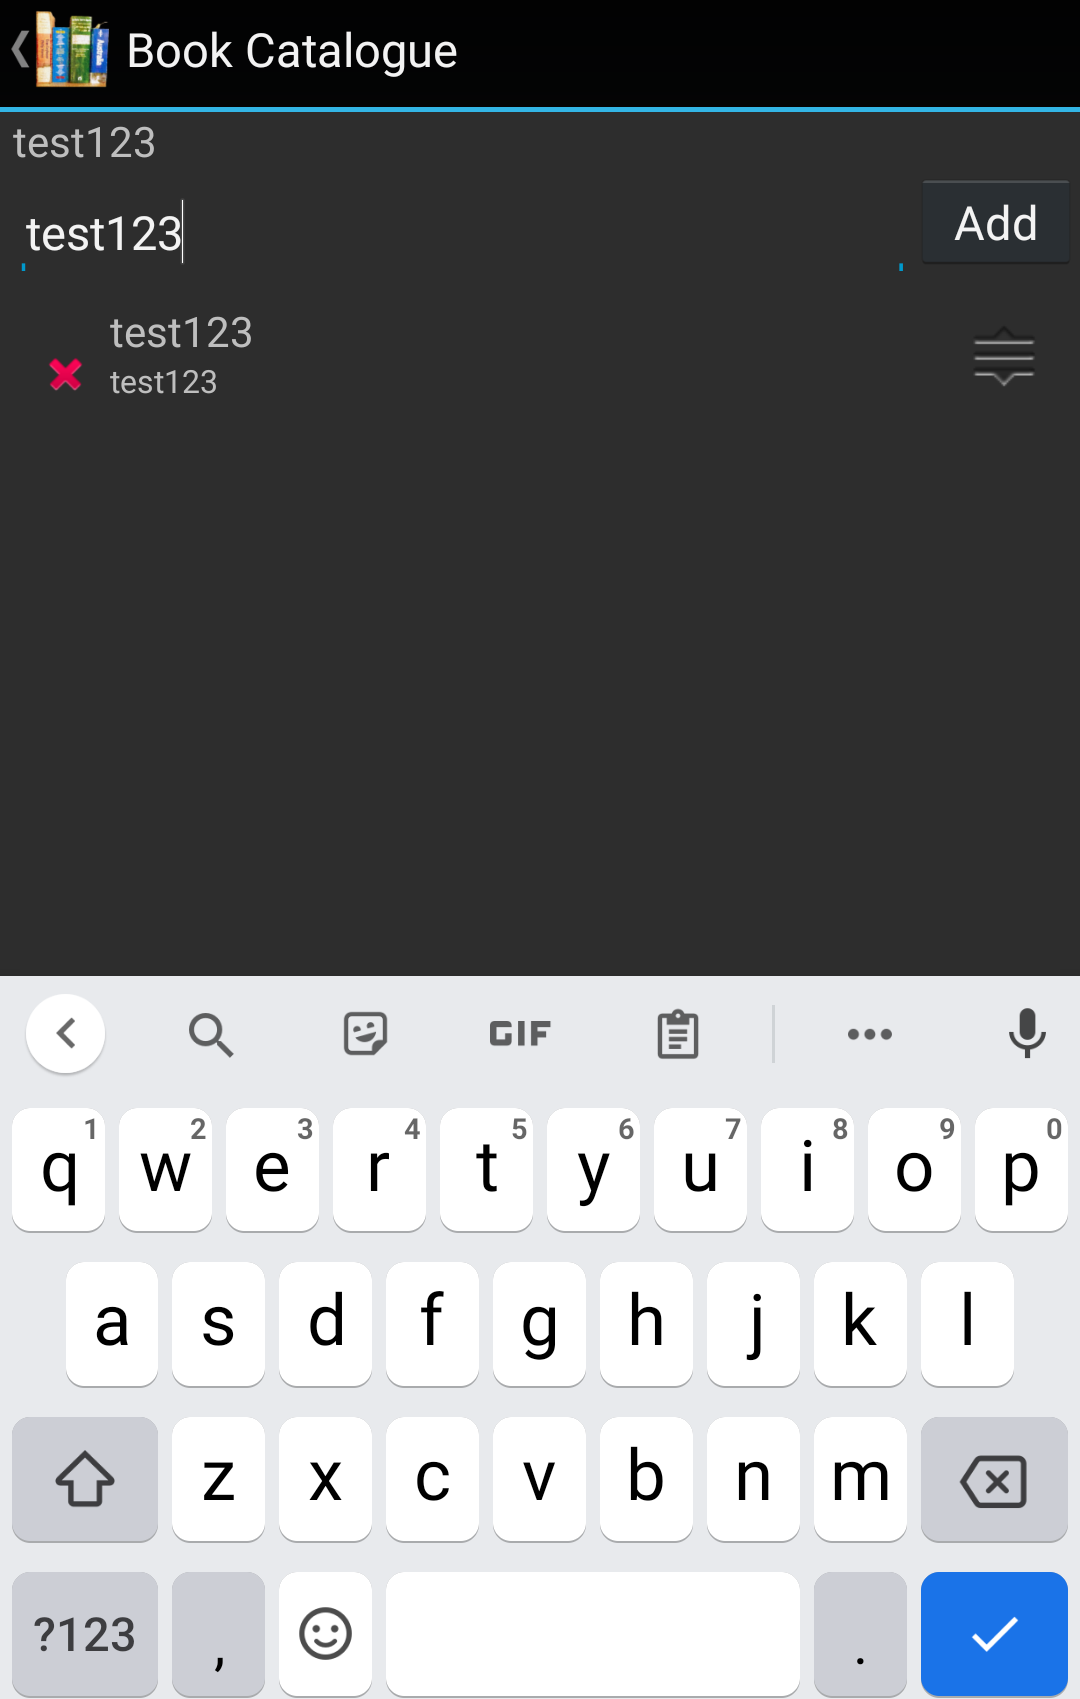 Book Catalogue
test123
test123
Add
test123
test123
GIF
1 2 3 4 5 6 7 8 9 0
q w e r t y u i o p
a s d f g h j k l
z x c v b n m
?123 , .